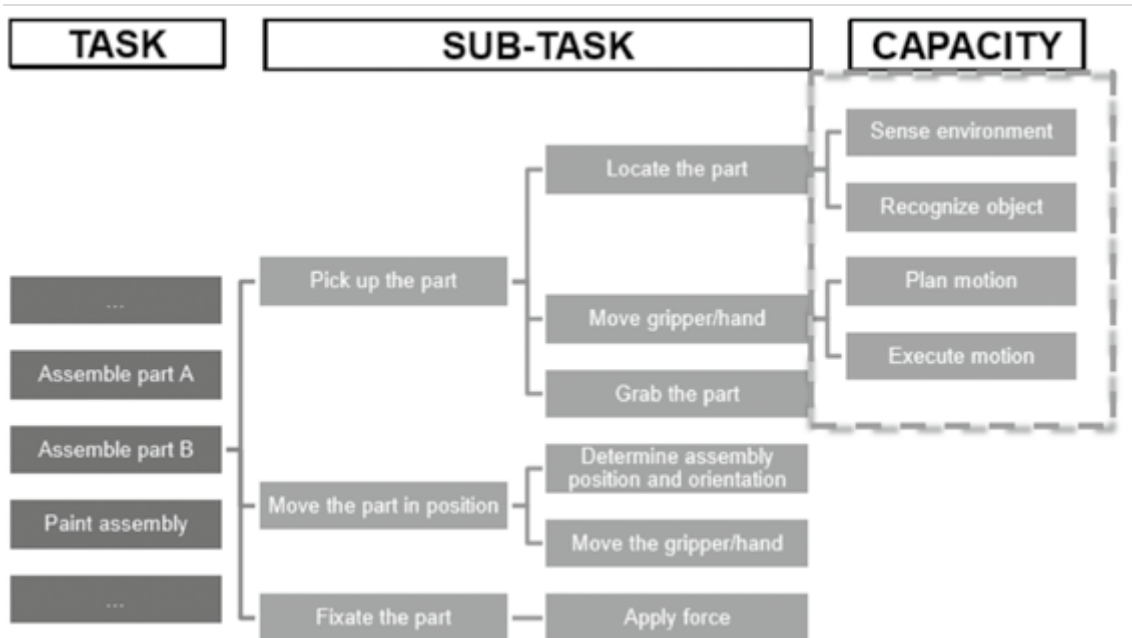 TASK
SUB-TASK
CAPACITY
Sense environment
Locate the part
Recognize object
Pick up the part
Plan motion
...
Move gripper/hand
Execute motion
Assemble part A
Grab the part
Assemble part B
Determine assembly
position and orientation
Move the part in position
Paint assembly
Move the gripper/hand
...
Fixate the part
Apply force